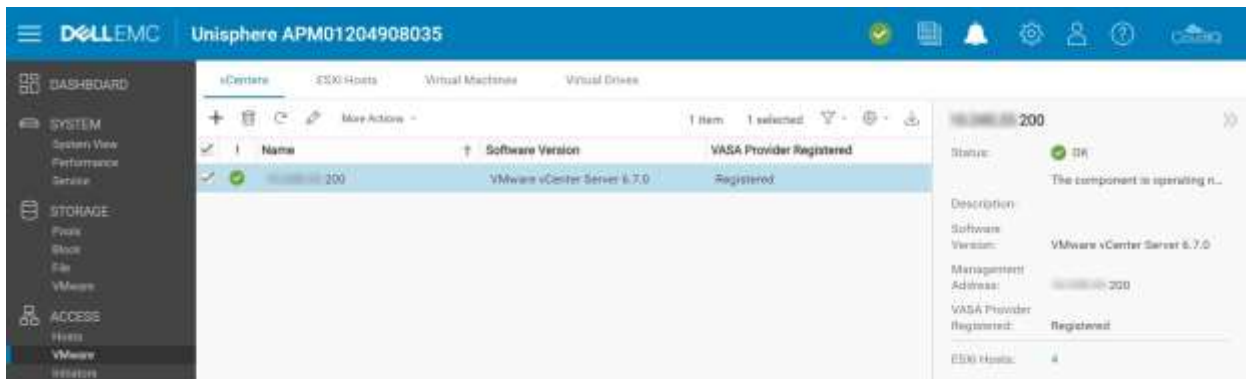 DELLEMC Unisphere APM01204908035
DASHBOARD
SYSTEM
System View
Performance
Service
STORAGE
Pools
Block
File
VMware
ACCESS
Hosts
VMware
Initiators
vCenters ESXi Hosts Virtual Machines Virtual Drives
More Actions 1 item 1 selected
! Name ↑ Software Version VASA Provider Registered
200 VMware vCenter Server 6.7.0 Registered
200
Status: OK
The component is operating n...
Description:
Software Version: VMware vCenter Server 6.7.0
Management Address: 200
VASA Provider Registered: Registered
ESXi Hosts: 4